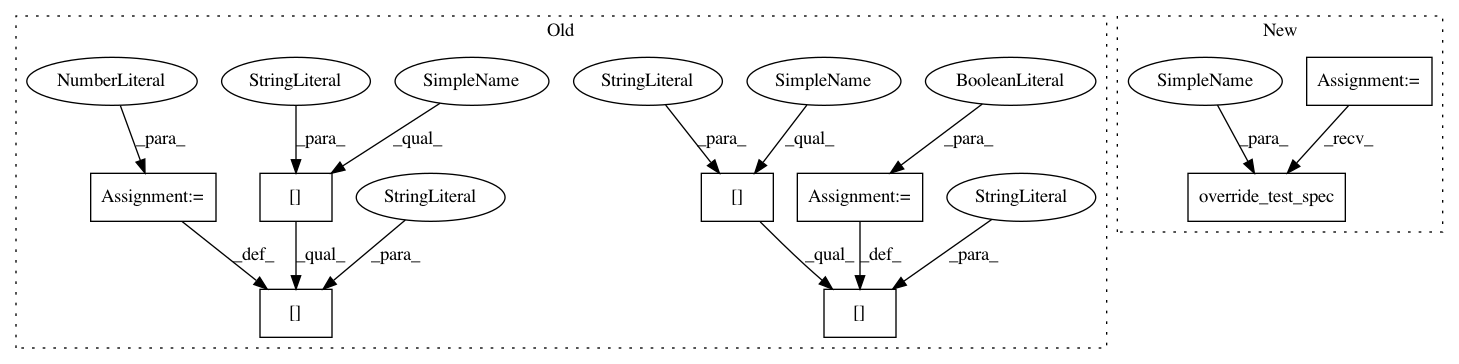 Old
New
NumberLiteral
StringLiteral
SimpleName
StringLiteral
SimpleName
BooleanLiteral
SimpleName
Assignment:=
_para_
_para_
_qual_
_para_
_qual_
_para_
_para_
_recv_
Assignment:=
[]
StringLiteral
[]
Assignment:=
StringLiteral
override_test_spec
_def_
_qual_
_para_
_qual_
_def_
_para_
[]
[]